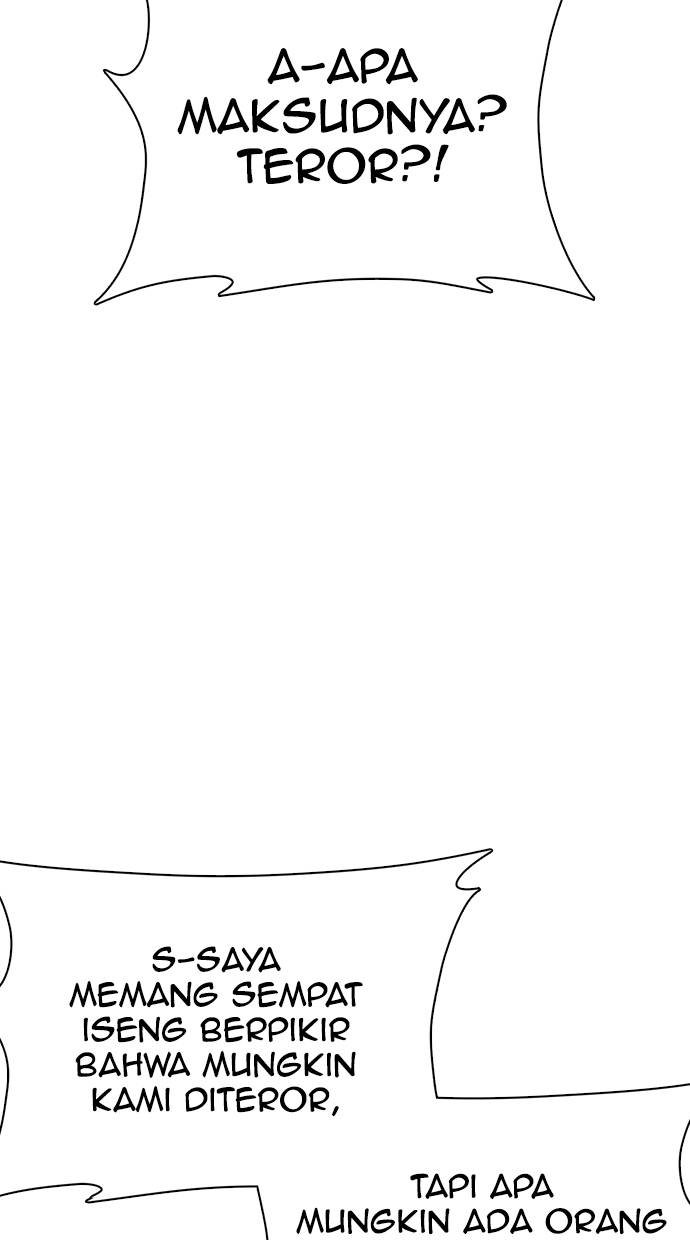 A-APA
MAKSUDNYA?
TEROR?!
S-SAYA
MEMANG SEMPAT
ISENG BERPIKIR
BAHWA MUNGKIN
KAMI DITEROR,
TAPI APA
MUNGKIN ADA ORANG